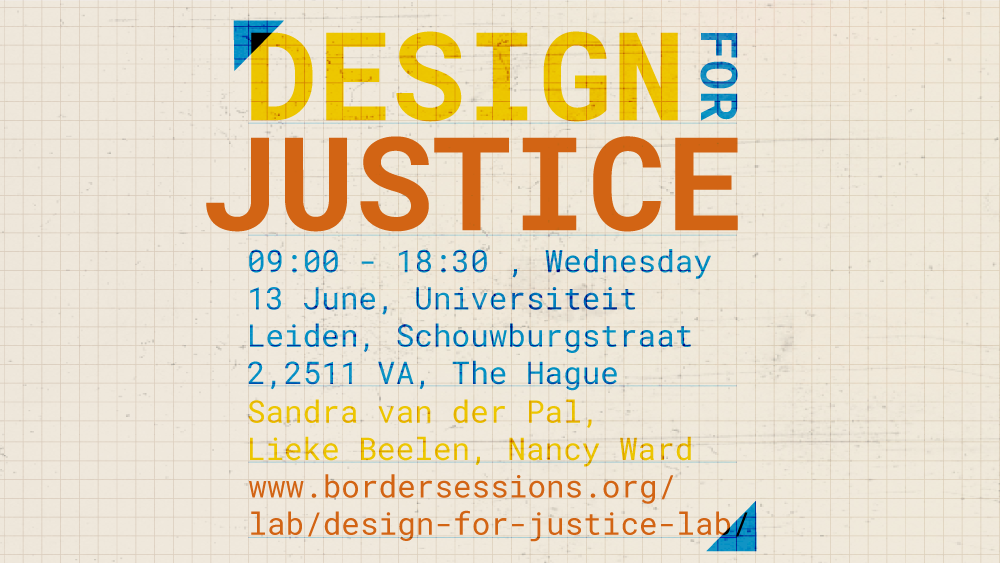 DESIGN FOR
JUSTICE
09:00 - 18:30 , Wednesday
13 June, Universiteit
Leiden, Schouwburgstraat
2,2511 VA, The Hague
Sandra van der Pal,
Lieke Beelen, Nancy Ward
www.bordersessions.org/
lab/design-for-justice-lab/